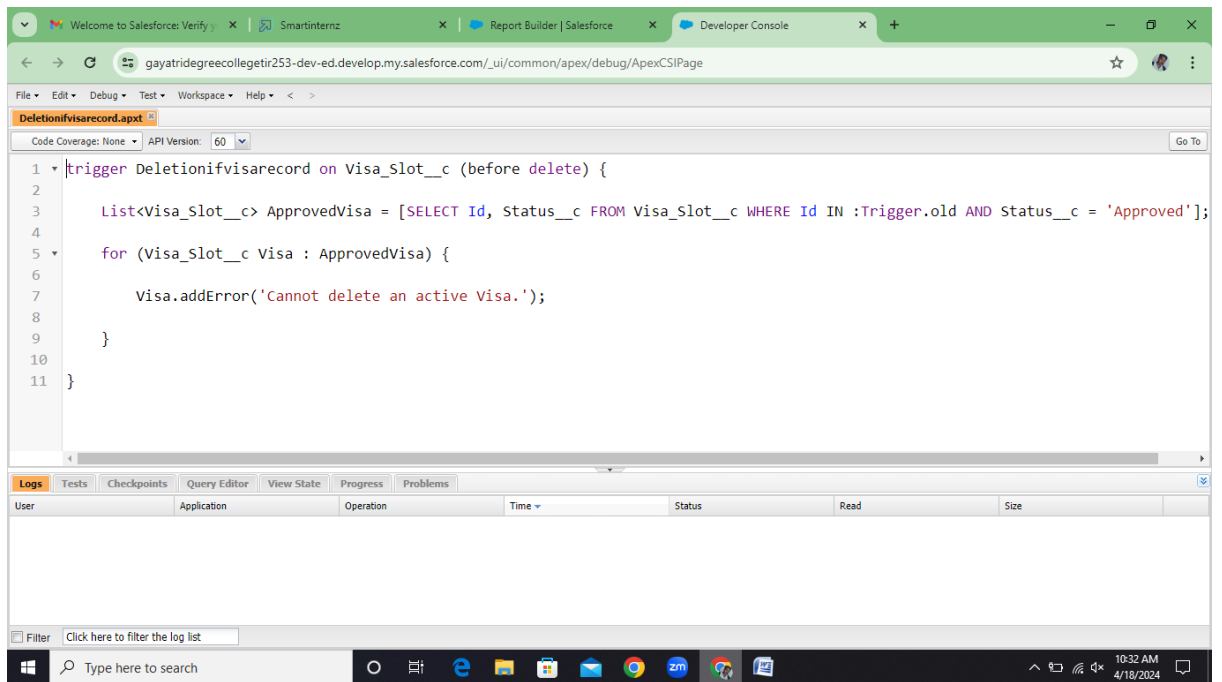 Welcome to Salesforce: Verify y
Smartinternz
Report Builder | Salesforce
Developer Console
gayatridegreecollegetir253-dev-ed.develop.my.salesforce.com/_ui/common/apex/debug/ApexCSIPage
File Edit Debug Test Workspace Help < >
Deletionifvisarecord.apxt
Code Coverage: None API Version: 60 Go To
1 trigger Deletionifvisarecord on Visa_Slot__c (before delete) {
2
3 List<Visa_Slot__c> ApprovedVisa = [SELECT Id, Status__c FROM Visa_Slot__c WHERE Id IN :Trigger.old AND Status__c = 'Approved'];
4
5 for (Visa_Slot__c Visa : ApprovedVisa) {
6
7 Visa.addError('Cannot delete an active Visa.');
8
9 }
10
11 }
Logs Tests Checkpoints Query Editor View State Progress Problems
User Application Operation Time Status Read Size
Filter Click here to filter the log list
Type here to search
zm
10:32 AM
4/18/2024